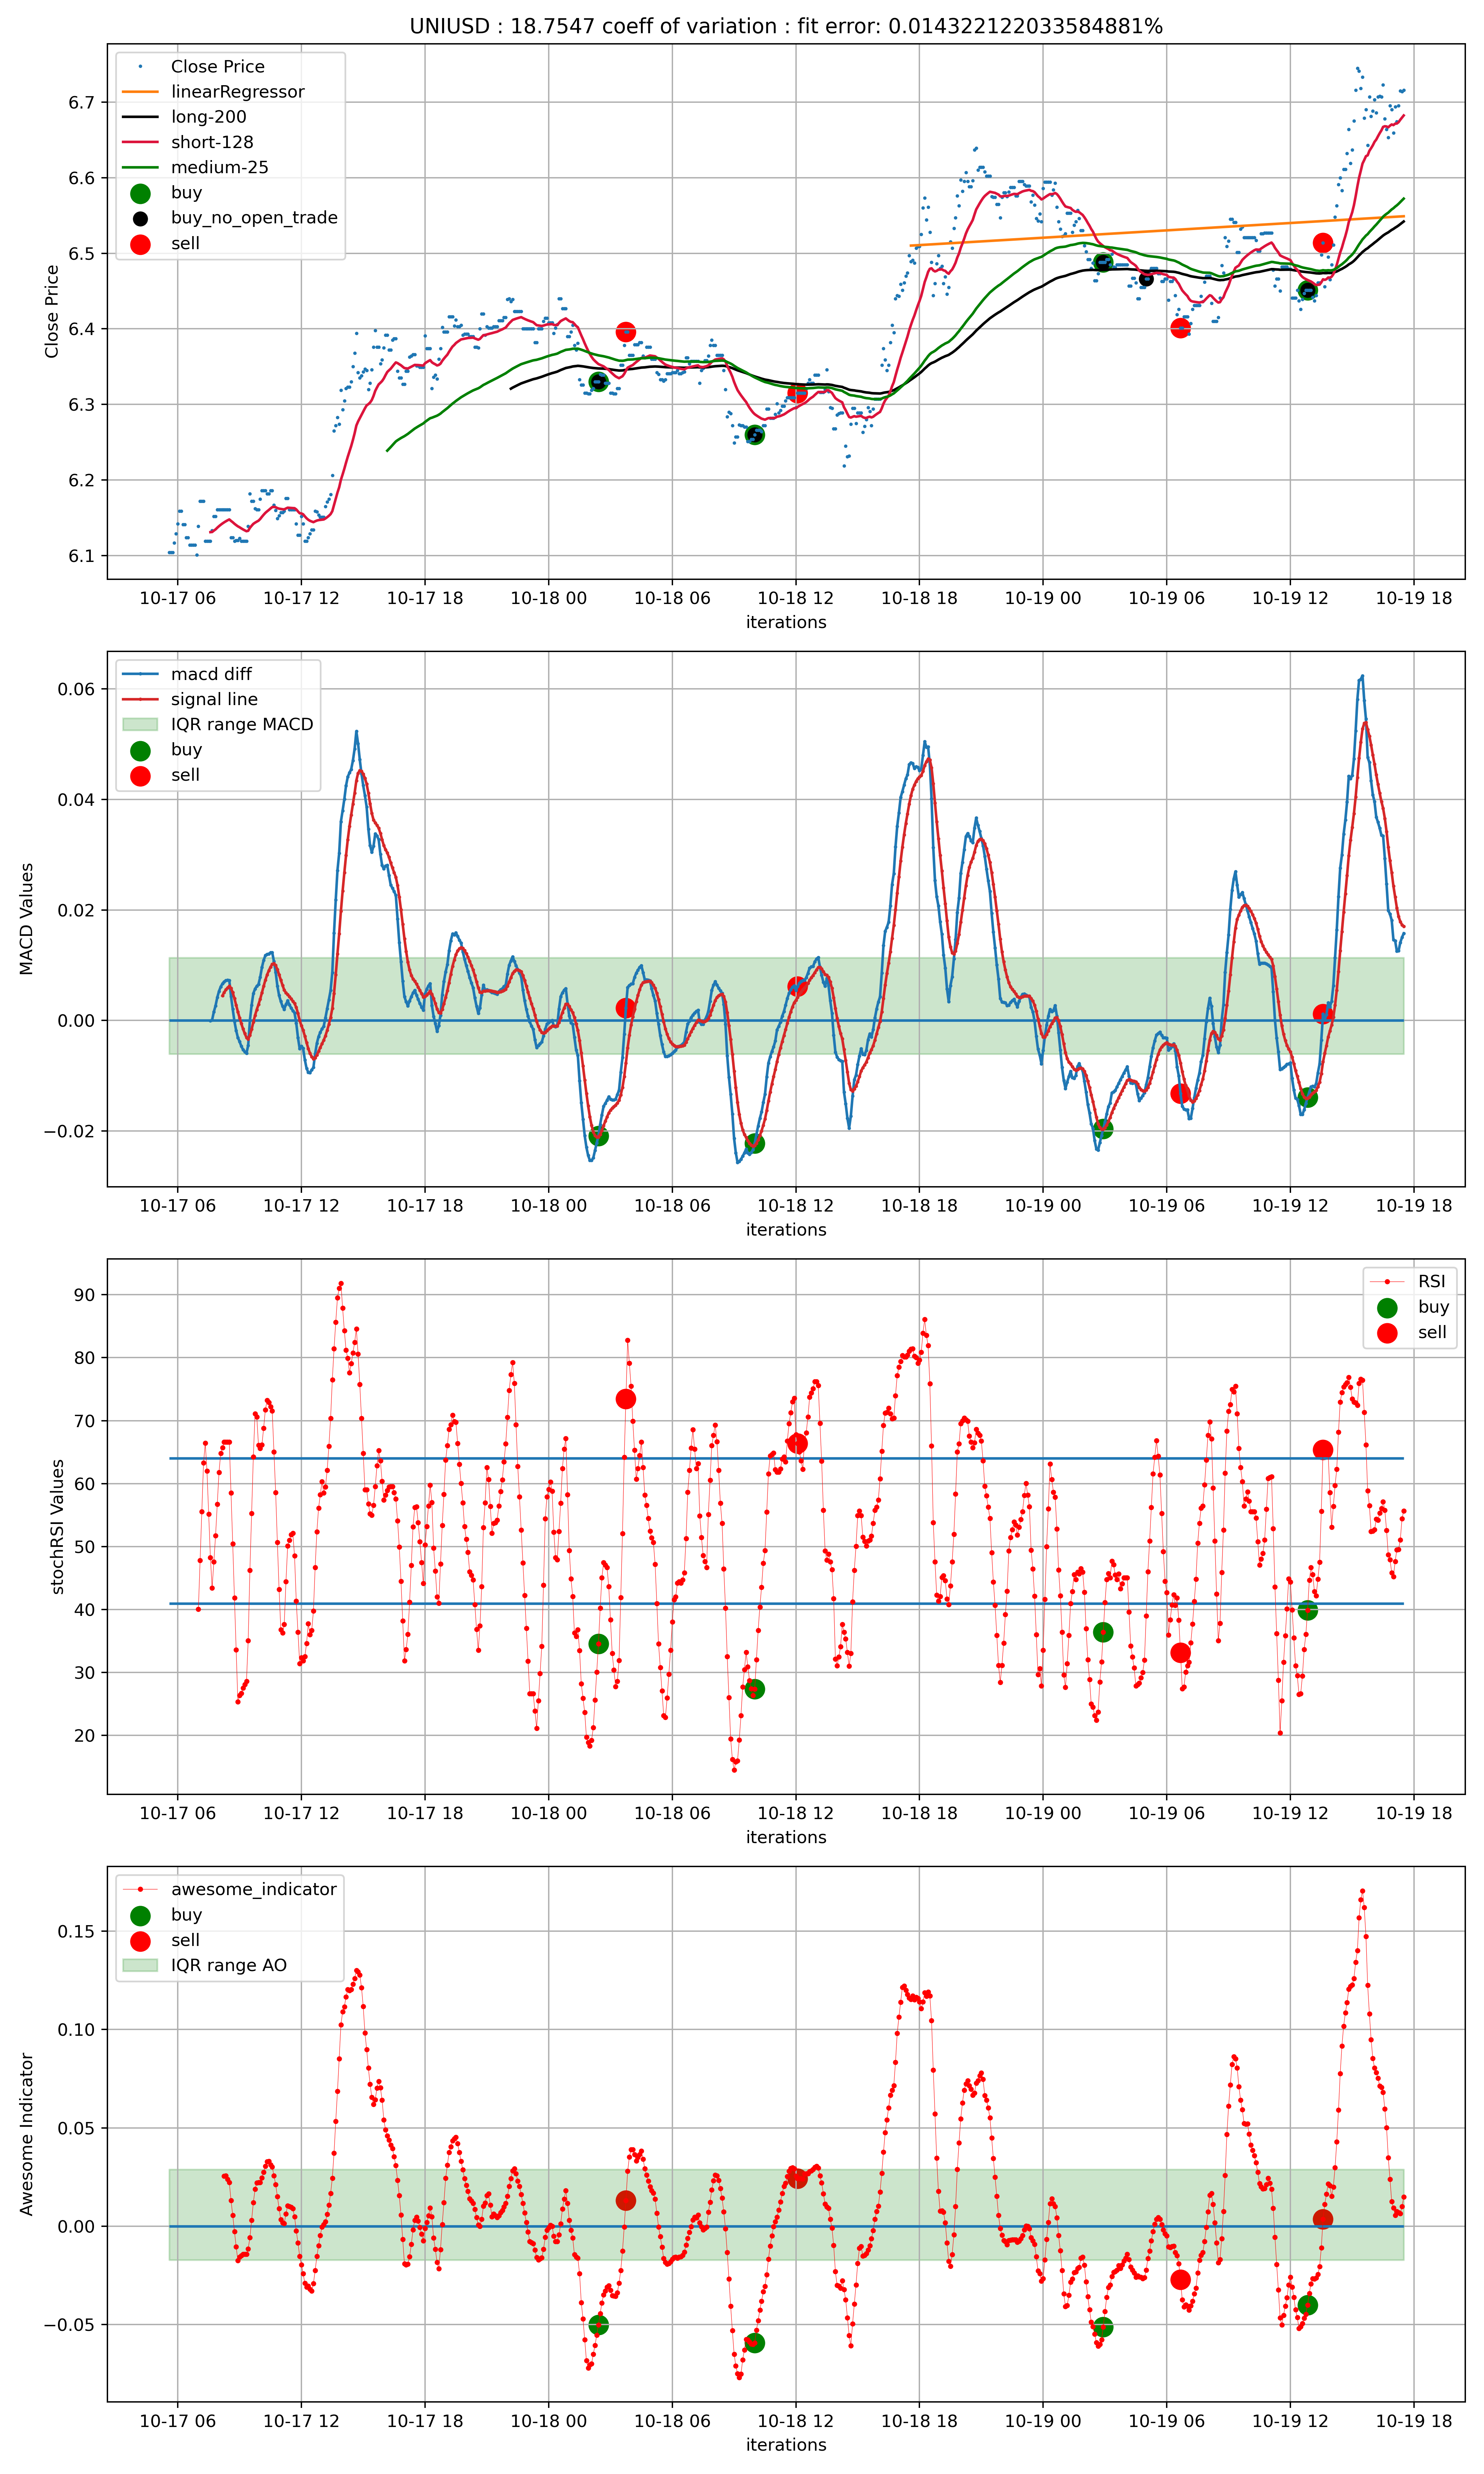 UNIUSD : 18.7547 coeff of variation : fit error: 0.014322122033584881%
Close Price
linearRegressor
long-200
short-128
medium-25
buy
buy_no_open_trade
sell
6.7
6.6
6.5
6.4
6.3
6.2
6.1
Close Price
10-17 06 10-17 12 10-17 18 10-18 00 10-18 06 10-18 12 10-18 18 10-19 00 10-19 06 10-19 12 10-19 18
iterations
macd diff
signal line
IQR range MACD
buy
sell
0.06
0.04
0.02
0.00
−0.02
MACD Values
10-17 06 10-17 12 10-17 18 10-18 00 10-18 06 10-18 12 10-18 18 10-19 00 10-19 06 10-19 12 10-19 18
iterations
RSI
buy
sell
90
80
70
60
50
40
30
20
stochRSI Values
10-17 06 10-17 12 10-17 18 10-18 00 10-18 06 10-18 12 10-18 18 10-19 00 10-19 06 10-19 12 10-19 18
iterations
awesome_indicator
buy
sell
IQR range AO
0.15
0.10
0.05
0.00
−0.05
Awesome Indicator
10-17 06 10-17 12 10-17 18 10-18 00 10-18 06 10-18 12 10-18 18 10-19 00 10-19 06 10-19 12 10-19 18
iterations